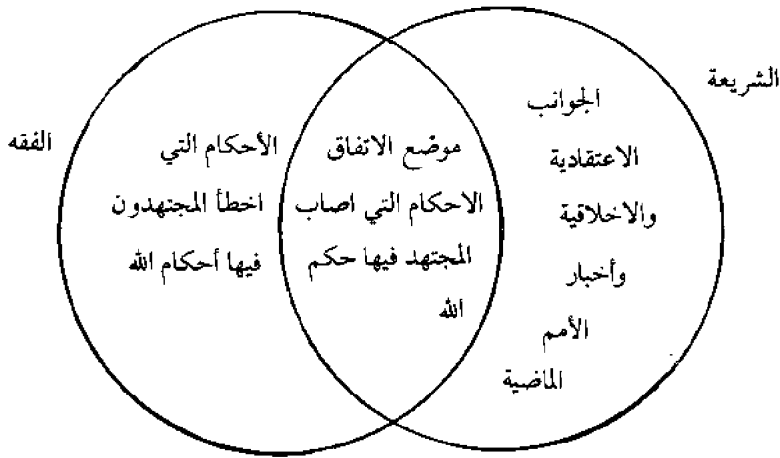 الشريعة
الجوانب
الاعتقادية
والاخلاقية
وأخبار
الأمم
الماضية
موضع الاتفاق
الاحكام التي اصاب
المجتهد فيها حكم
الله
الأحكام التي
اخطأ المجتهدون
فيها أحكام الله
الفقه